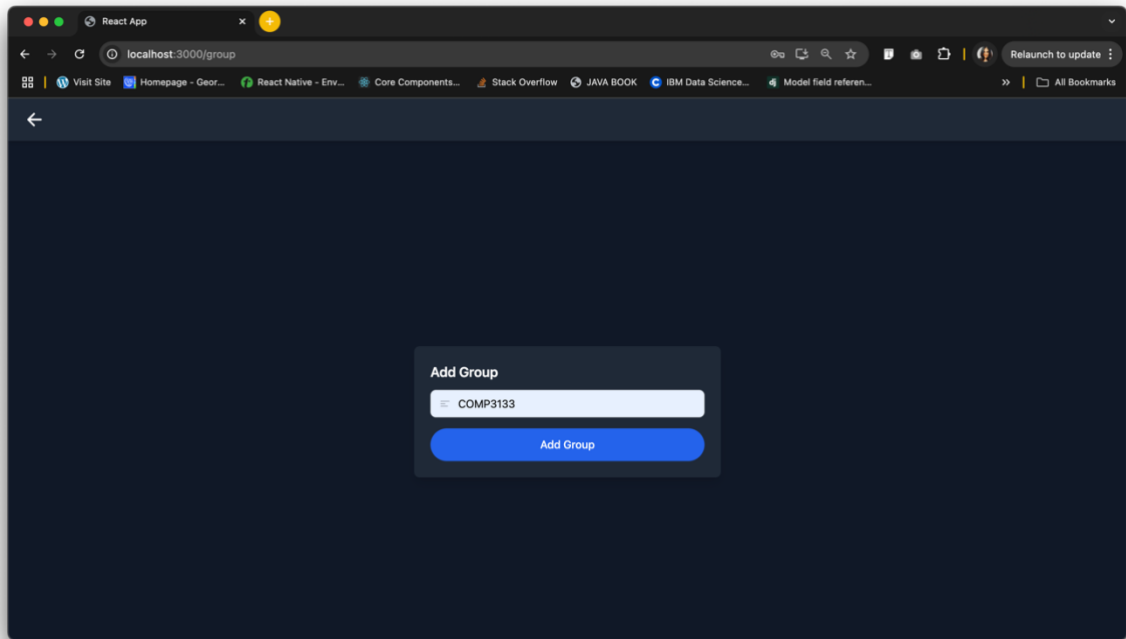 React App
localhost:3000/group
Relaunch to update
Visit Site
Homepage - Geor...
React Native - Env...
Core Components...
Stack Overflow
JAVA BOOK
IBM Data Science...
Model field referen...
All Bookmarks
Add Group
COMP3133
Add Group